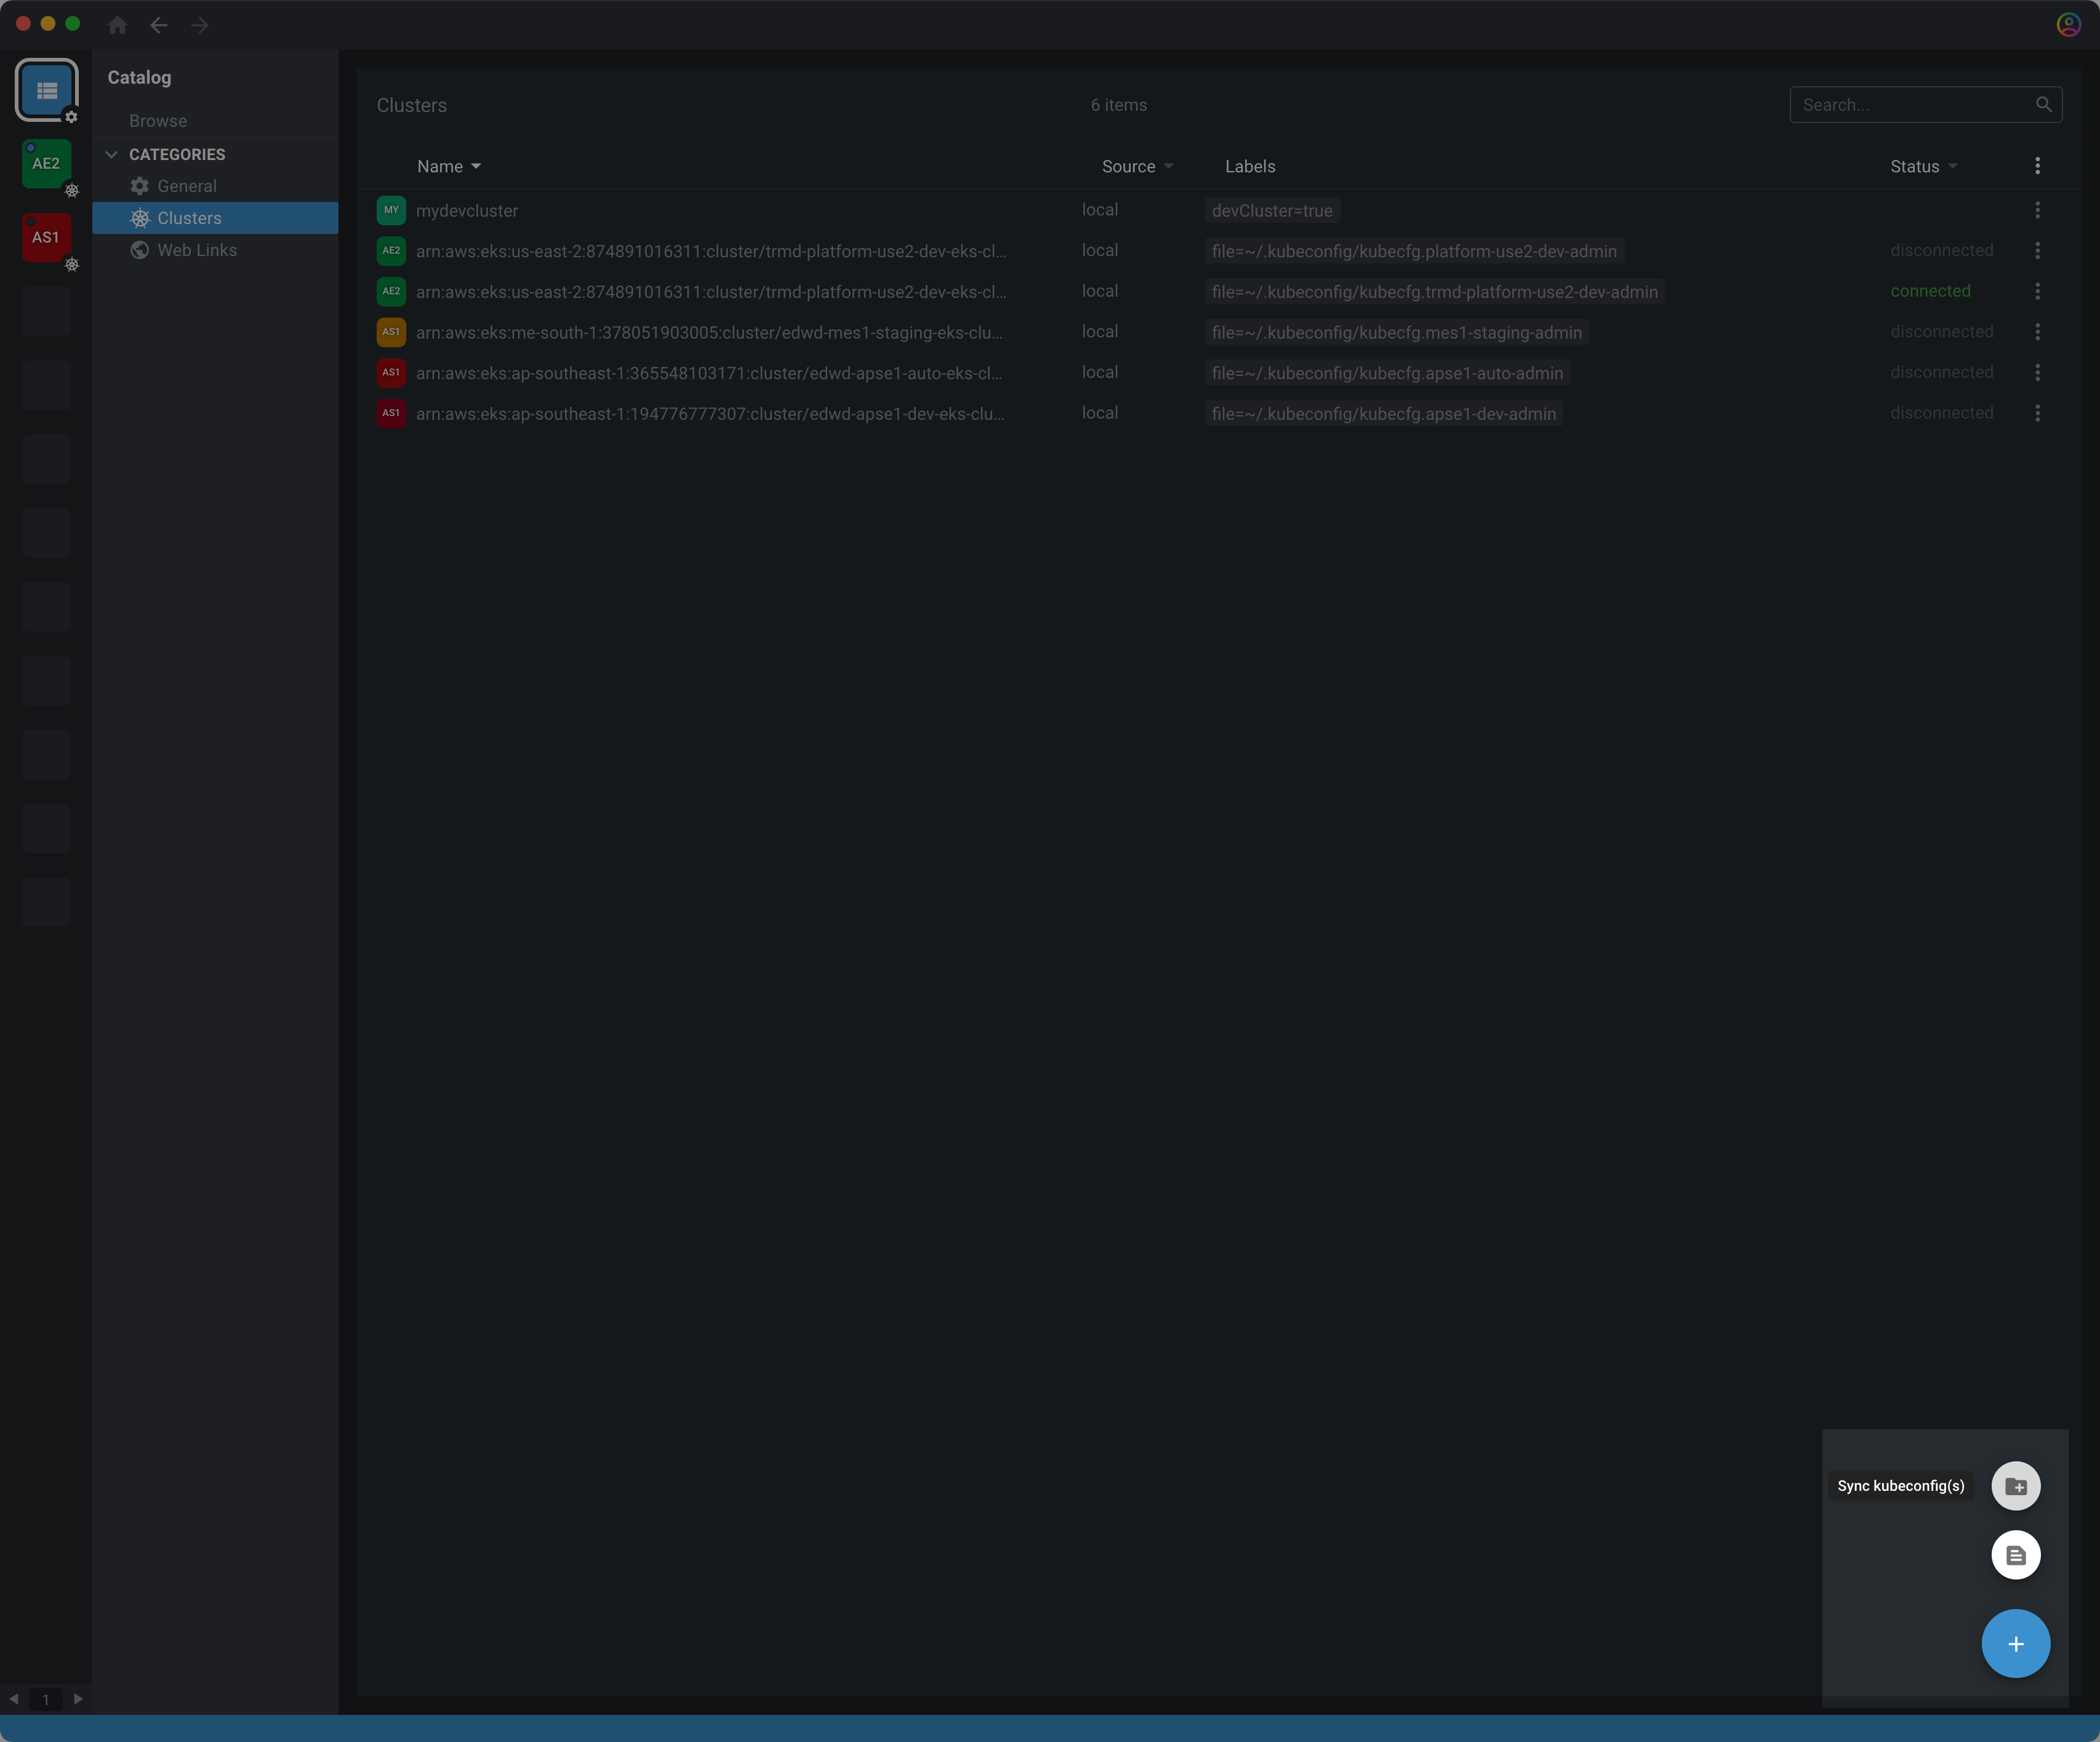 Catalog
Browse
CATEGORIES
General
Clusters
Web Links
AE2
AS1
1
Clusters
6 items
Search...
Name
Source
Labels
Status
MY mydevcluster local devCluster=true
AE2 arn:aws:eks:us-east-2:874891016311:cluster/trmd-platform-use2-dev-eks-cl... local file=~/.kubeconfig/kubecfg.platform-use2-dev-admin disconnected
AE2 arn:aws:eks:us-east-2:874891016311:cluster/trmd-platform-use2-dev-eks-cl... local file=~/.kubeconfig/kubecfg.trmd-platform-use2-dev-admin connected
AS1 arn:aws:eks:me-south-1:378051903005:cluster/edwd-mes1-staging-eks-clu... local file=~/.kubeconfig/kubecfg.mes1-staging-admin disconnected
AS1 arn:aws:eks:ap-southeast-1:365548103171:cluster/edwd-apse1-auto-eks-cl... local file=~/.kubeconfig/kubecfg.apse1-auto-admin disconnected
AS1 arn:aws:eks:ap-southeast-1:194776777307:cluster/edwd-apse1-dev-eks-clu... local file=~/.kubeconfig/kubecfg.apse1-dev-admin disconnected
Sync kubeconfig(s)